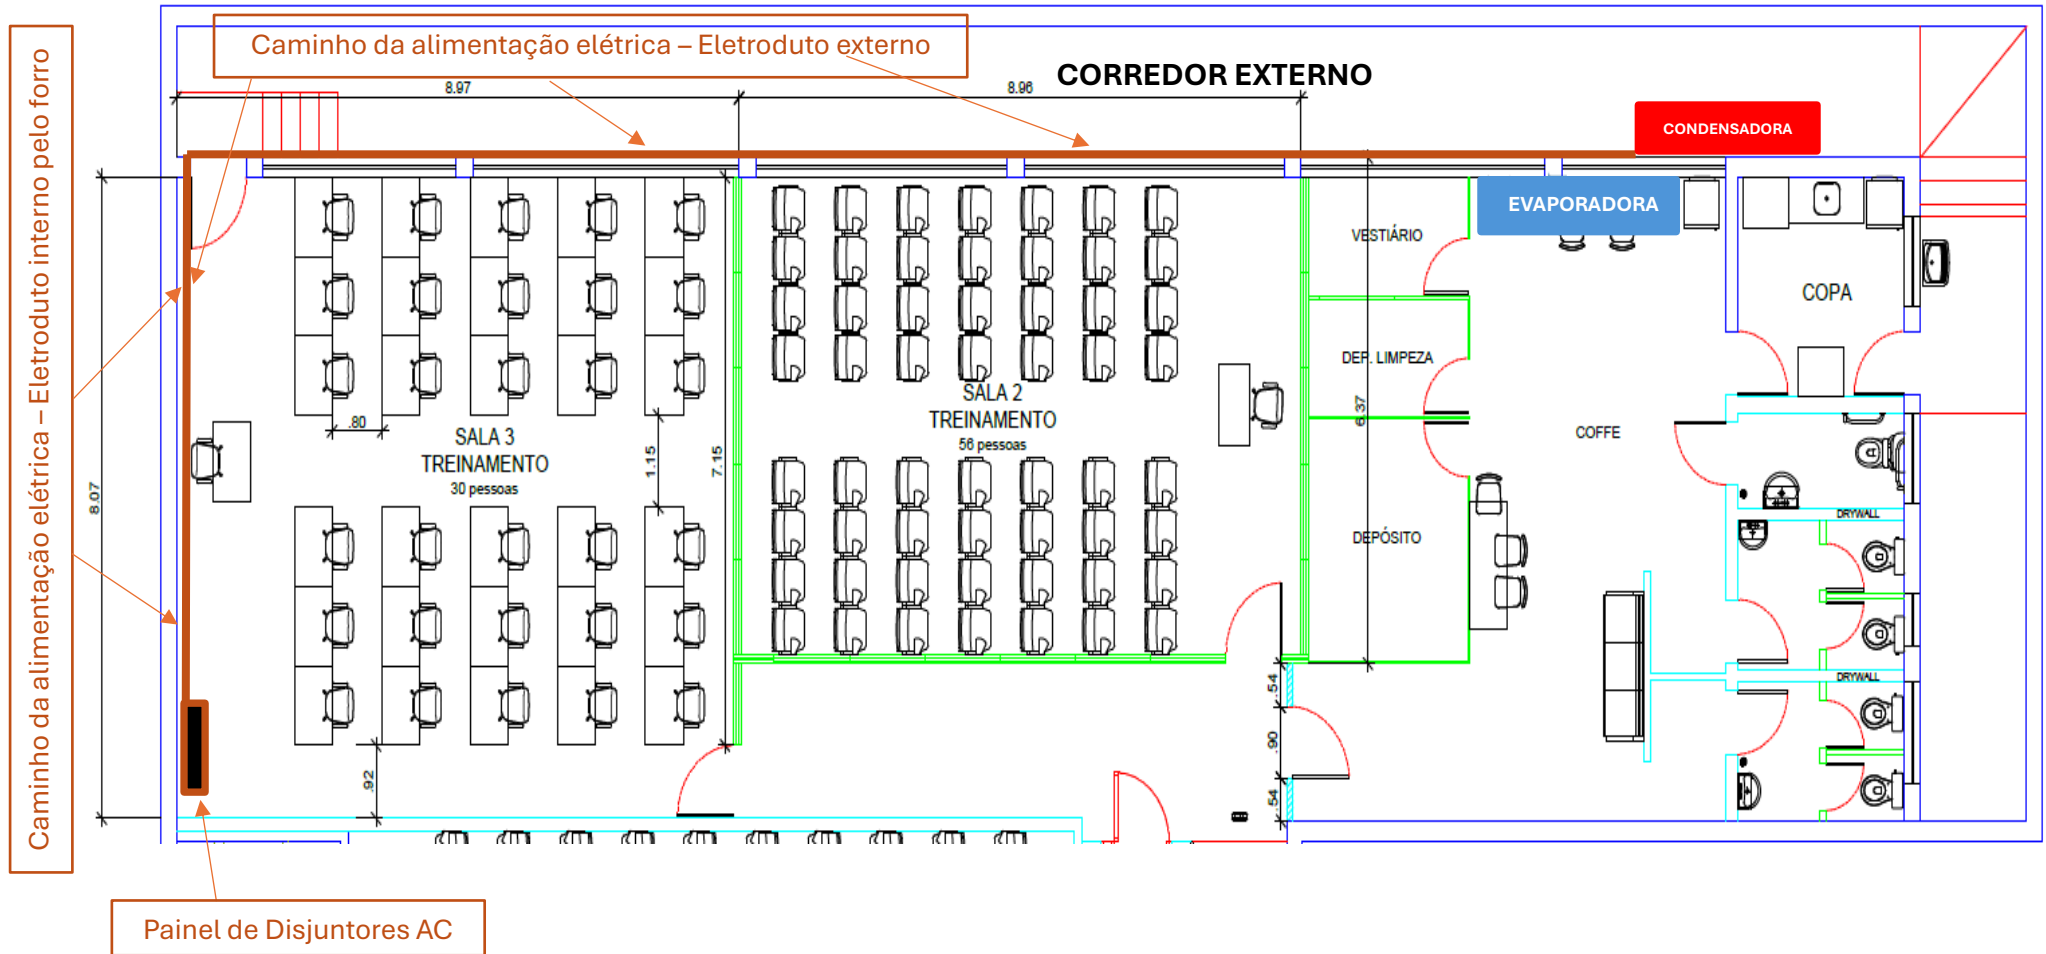 Caminho da alimentação elétrica – Eletroduto externo
CORREDOR EXTERNO
8.97
8.96
CONDENSADORA
Caminho da alimentação elétrica – Eletroduto interno pelo forro
EVAPORADORA
VESTIÁRIO
COPA
DEP. LIMPEZA
SALA 2
TREINAMENTO
56 pessoas
6.37
COFFE
.80
SALA 3
TREINAMENTO
30 pessoas
1.15
7.15
8.07
DRYWALL
DEPÓSITO
DRYWALL
.54
.90
.54
.92
Painel de Disjuntores AC